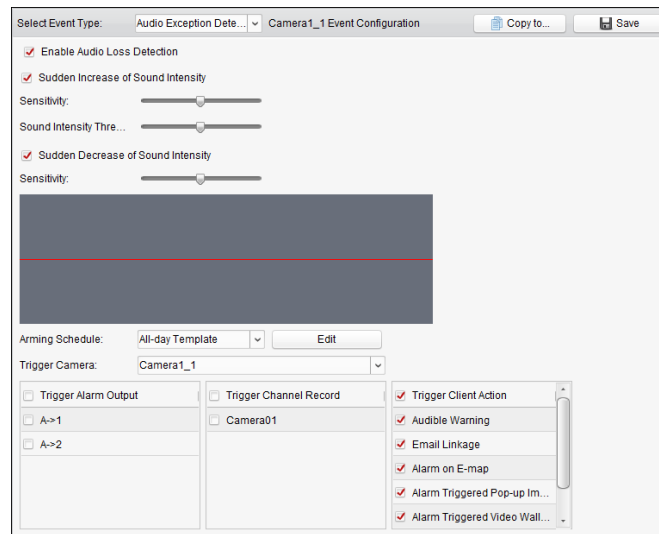 Select Event Type: Audio Exception Dete... Camera1_1 Event Configuration Copy to... Save
Enable Audio Loss Detection
Sudden Increase of Sound Intensity
Sensitivity:
Sound Intensity Thre...
Sudden Decrease of Sound Intensity
Sensitivity:
Arming Schedule: All-day Template Edit
Trigger Camera: Camera1_1
Trigger Alarm Output Trigger Channel Record Trigger Client Action
A->1 Camera01 Audible Warning
A->2 Email Linkage
Alarm on E-map
Alarm Triggered Pop-up Im...
Alarm Triggered Video Wall...